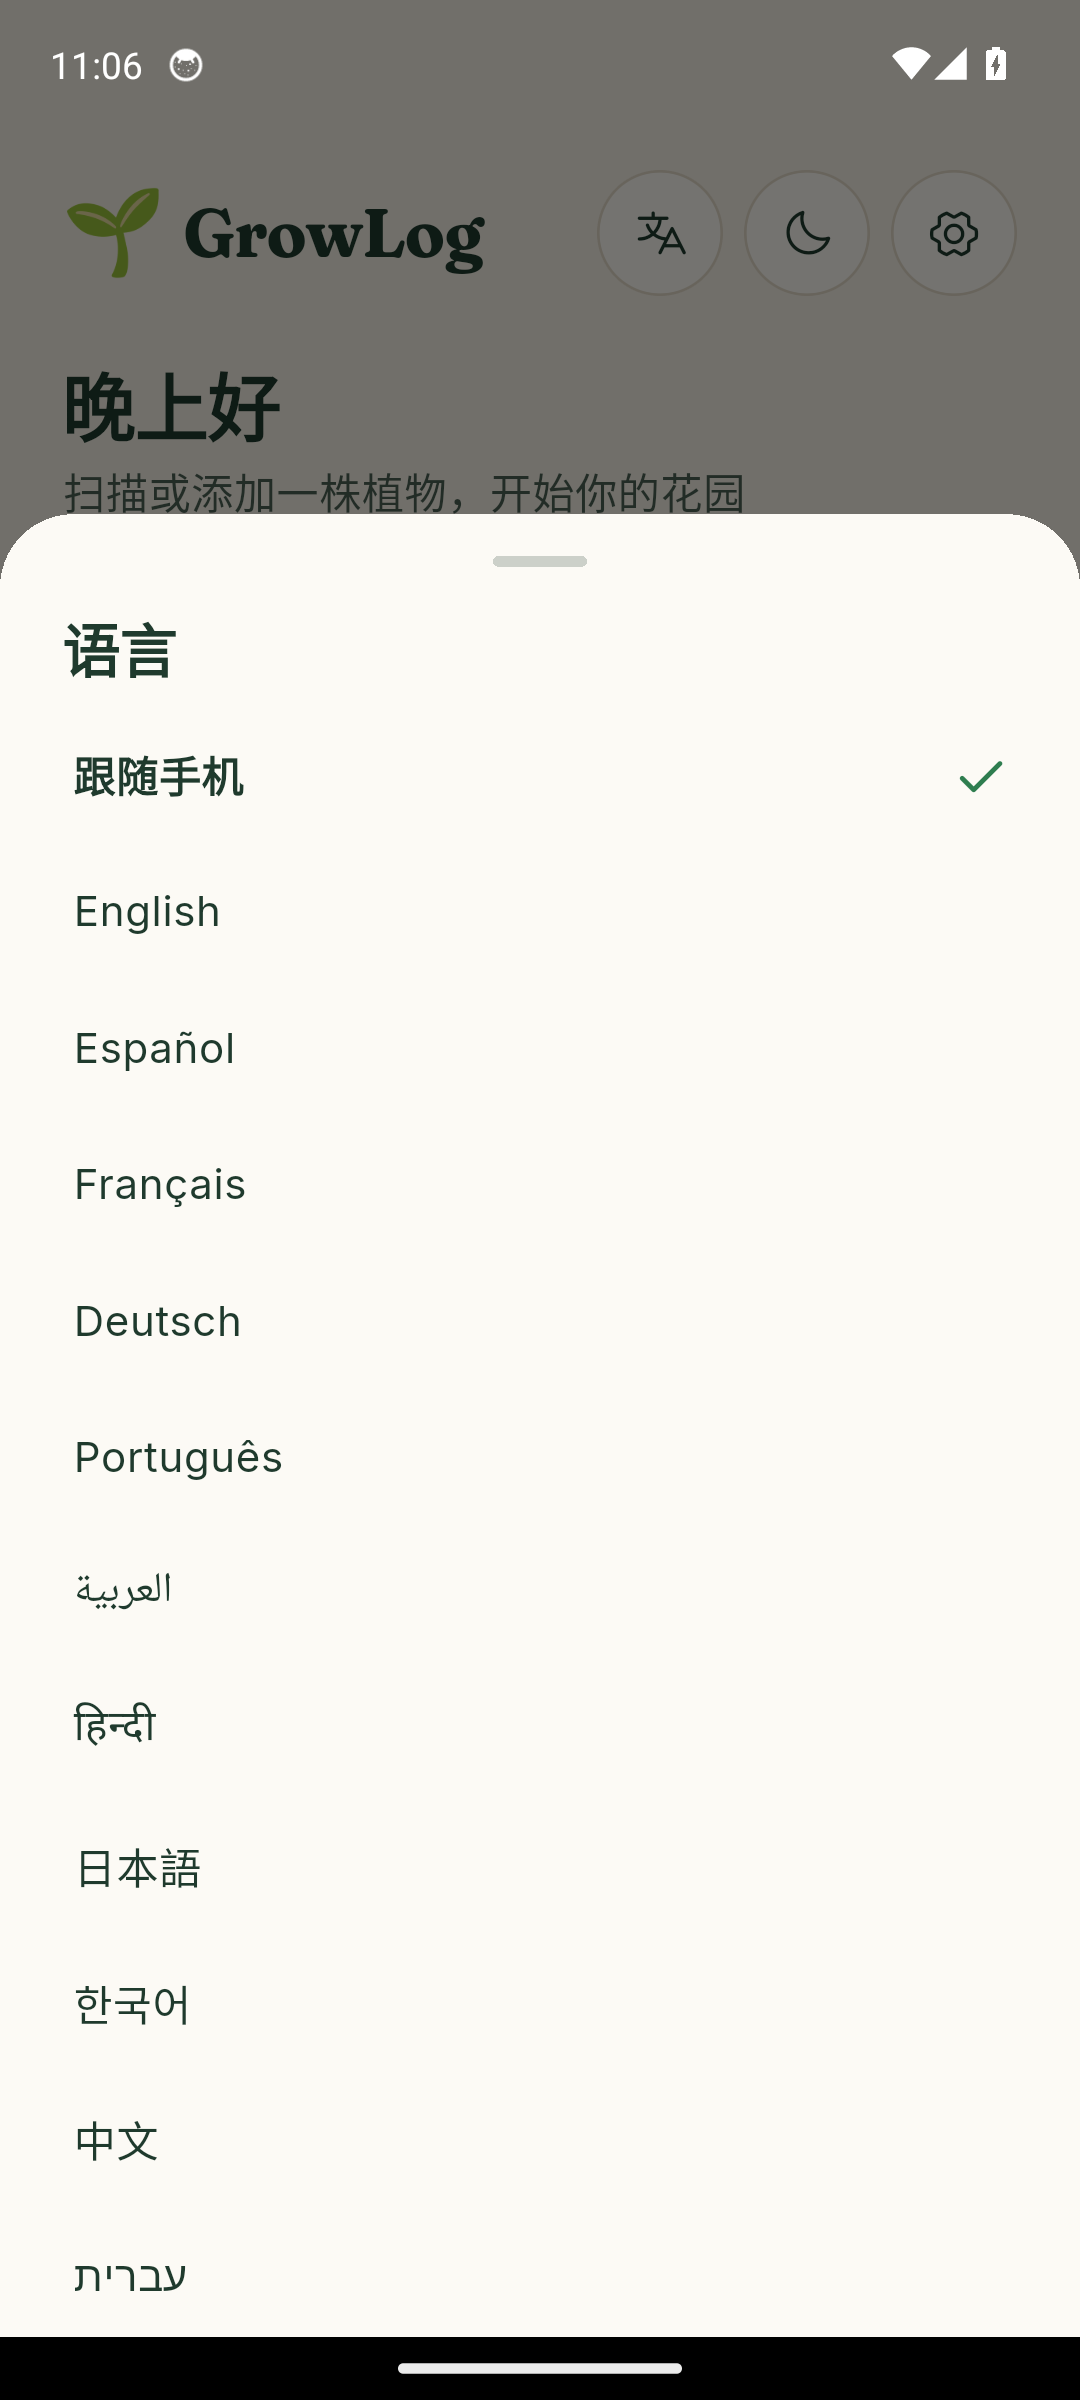 11:06
GrowLog
晚上好
扫描或添加一株植物，开始你的花园
语言
跟随手机
English
Español
Français
Deutsch
Português
العربية
हिन्दी
日本語
한국어
中文
עברית